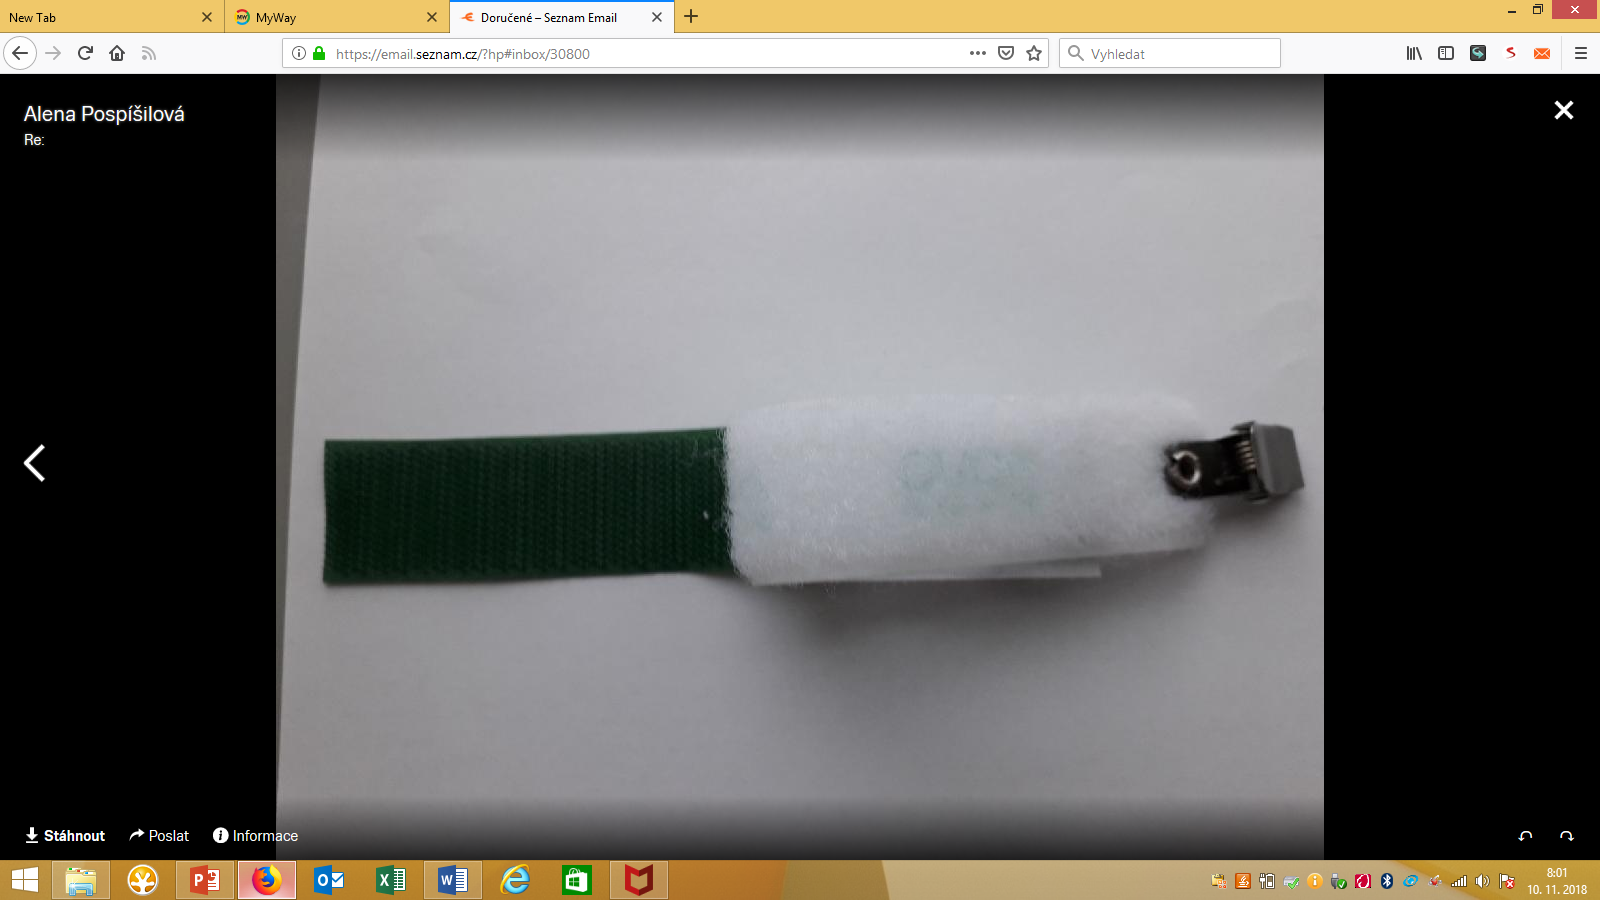 New Tab
MyWay
Doručené – Seznam Email
https://email.seznam.cz/?hp#inbox/30800
Vyhledat
Alena Pospíšilová
Re:
Stáhnout
Poslat
Informace
8:01
10. 11. 2018